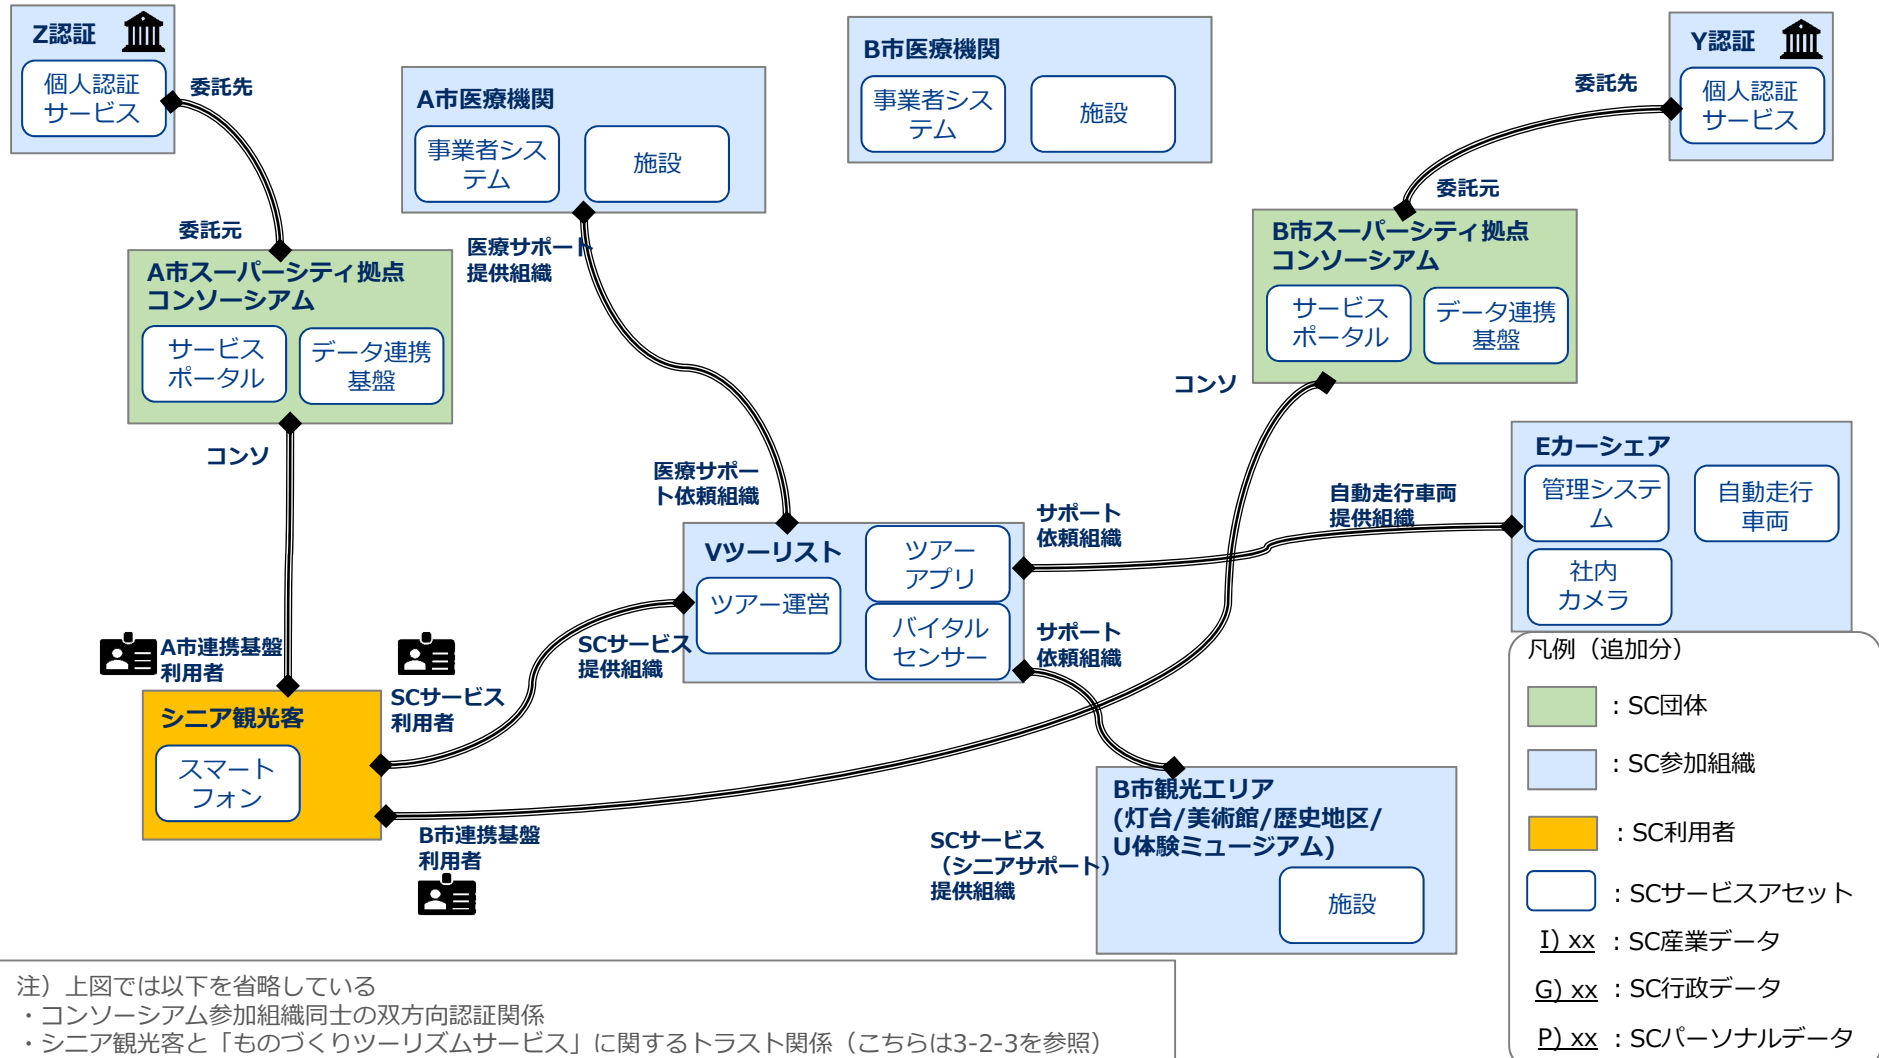 Z認証
個人認証
サービス
委託先
委託元
A市医療機関
事業者シス
テム
施設
医療サポート
提供組織
B市医療機関
事業者シス
テム
施設
Y認証
個人認証
サービス
委託先
委託元
A市スーパーシティ拠点
コンソーシアム
サービス
ポータル
データ連携
基盤
コンソ
B市スーパーシティ拠点
コンソーシアム
サービス
ポータル
データ連携
基盤
コンソ
医療サポー
ト依頼組織
Vツーリスト
ツアー運営
ツアー
アプリ
バイタル
センサー
サポート
依頼組織
サポート
依頼組織
自動走行車両
提供組織
Eカーシェア
管理システ
ム
自動走行
車両
社内
カメラ
A市連携基盤
利用者
SCサービス
利用者
SCサービス
提供組織
シニア観光客
スマート
フォン
B市連携基盤
利用者
SCサービス
（シニアサポート）
提供組織
B市観光エリア
(灯台/美術館/歴史地区/
U体験ミュージアム)
施設
凡例（追加分）
：SC団体
：SC参加組織
：SC利用者
：SCサービスアセット
I) xx ：SC産業データ
G) xx ：SC行政データ
P) xx ：SCパーソナルデータ
注）上図では以下を省略している
・コンソーシアム参加組織同士の双方向認証関係
・シニア観光客と「ものづくりツーリズムサービス」に関するトラスト関係（こちらは3-2-3を参照）